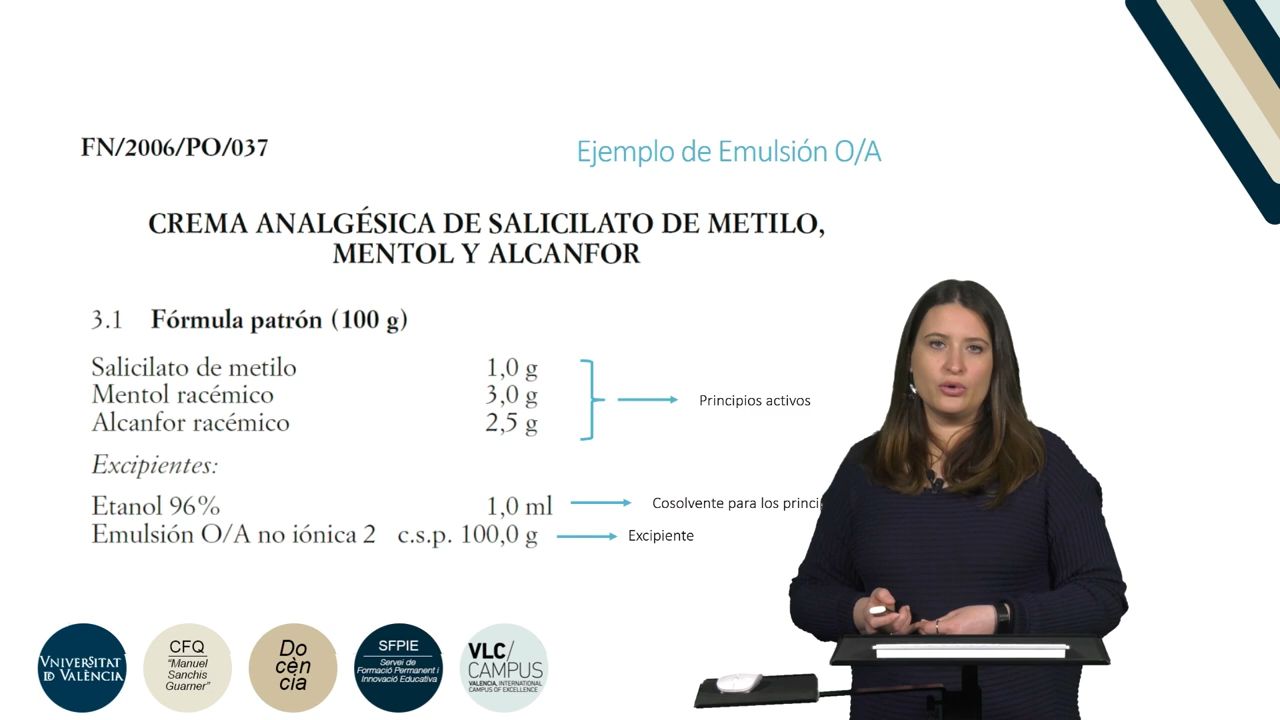 FN/2006/PO/037
Ejemplo de Emulsión O/A
CREMA ANALGÉSICA DE SALICILATO DE METILO,
MENTOL Y ALCANFOR
3.1 Fórmula patrón (100 g)
Salicilato de metilo 1,0 g
Mentol racémico 3,0 g
Alcanfor racémico 2,5 g
Principios activos
Excipientes:
Etanol 96% 1,0 ml
Cosolvente para los
Emulsión O/A no iónica 2 c.s.p. 100,0 g
Excipiente
VNIVERSITAT
ID VALÈNCIA
CFQ
"Manuel
Sanchis
Guarner"
Do
cèn
cia
SFPIE
Servei de
Formació Permanent i
Innovació Educativa
VLC/
CAMPUS
VALENCIA, INTERNATIONAL
CAMPUS OF EXCELLENCE